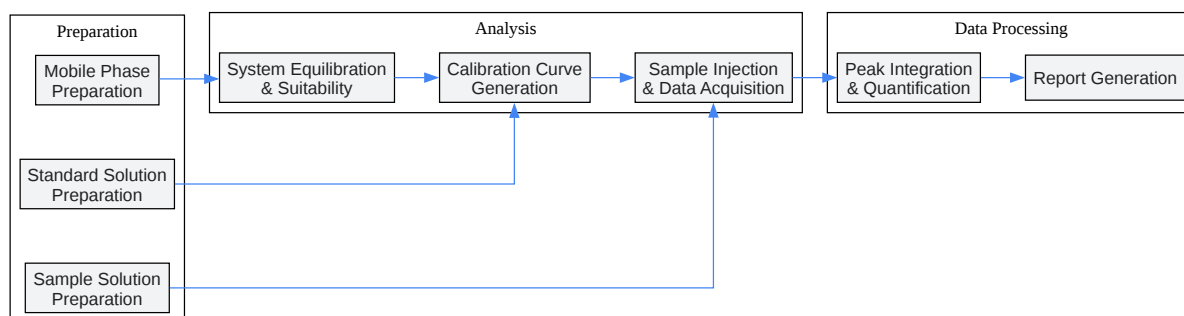 Preparation
Mobile Phase
Preparation
Standard Solution
Preparation
Sample Solution
Preparation
Analysis
System Equilibration
& Suitability
Calibration Curve
Generation
Sample Injection
& Data Acquisition
Data Processing
Peak Integration
& Quantification
Report Generation